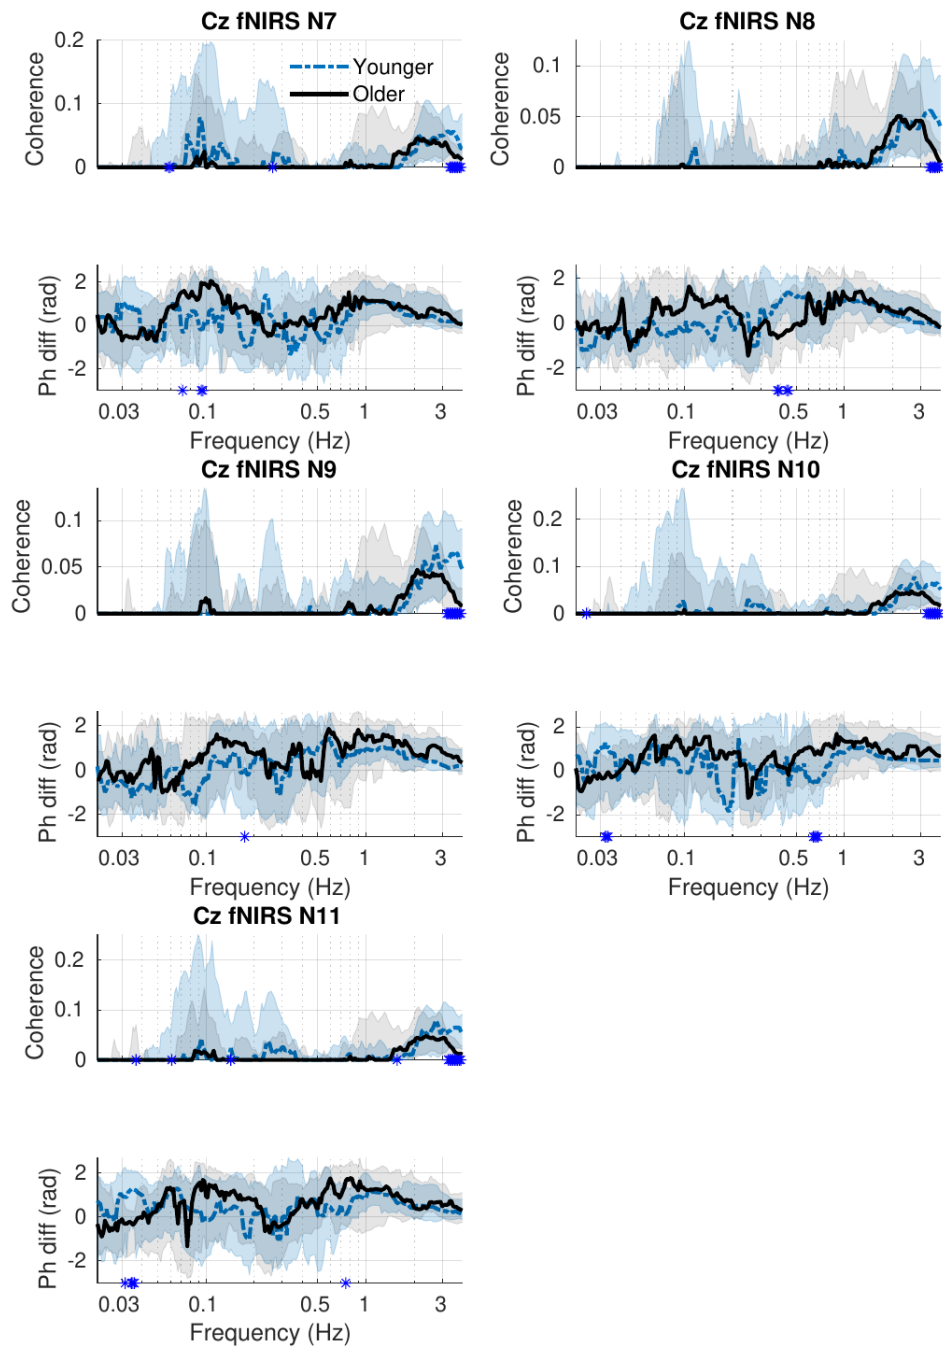 Cz fNIRS N7
Coherence
0.2
0.1
0
Younger
Older
Ph diff (rad)
2
0
-2
0.03 0.1 0.5 1 3
Frequency (Hz)
Cz fNIRS N8
Coherence
0.1
0.05
0
Ph diff (rad)
2
0
-2
0.03 0.1 0.5 1 3
Frequency (Hz)
Cz fNIRS N9
Coherence
0.1
0.05
0
Ph diff (rad)
2
0
-2
0.03 0.1 0.5 1 3
Frequency (Hz)
Cz fNIRS N10
Coherence
0.2
0.1
0
Ph diff (rad)
2
0
-2
0.03 0.1 0.5 1 3
Frequency (Hz)
Cz fNIRS N11
Coherence
0.2
0.1
0
Ph diff (rad)
2
0
-2
0.03 0.1 0.5 1 3
Frequency (Hz)